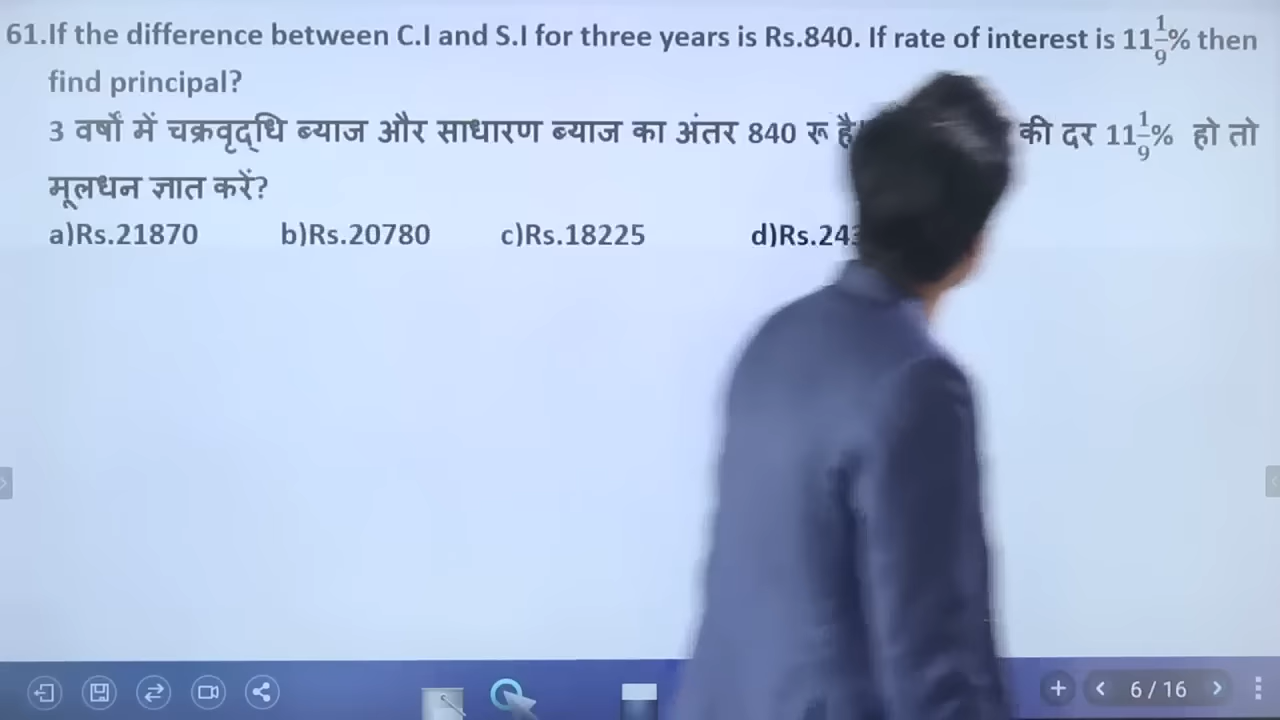 61.If the difference between C.I and S.I for three years is Rs.840. If rate of interest is 11 1/9% then
find principal?
3 वर्षों में चक्रवृद्धि ब्याज और साधारण ब्याज का अंतर 840 रू है की दर 11 1/9% हो तो
मूलधन ज्ञात करें?
a)Rs.21870 b)Rs.20780 c)Rs.18225 d)Rs.24
6 / 16